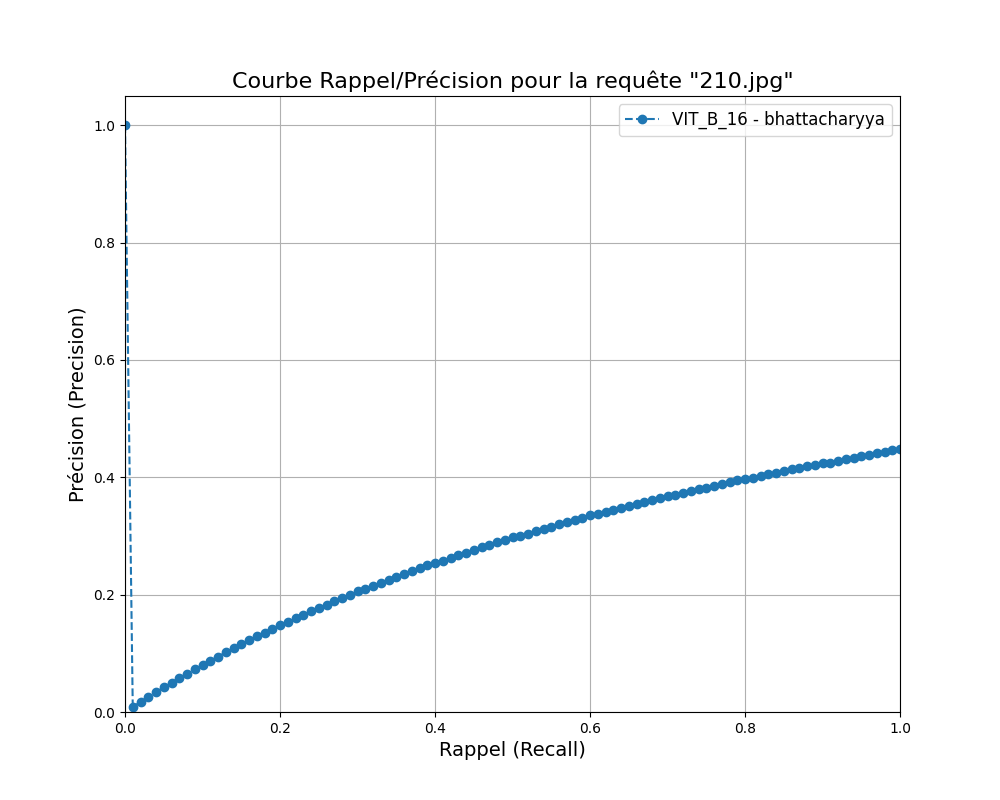 Courbe Rappel/Précision pour la requête "210.jpg"
VIT_B_16 - bhattacharyya
1.0
0.8
0.6
0.4
0.2
0.0
Précision (Precision)
0.0 0.2 0.4 0.6 0.8 1.0
Rappel (Recall)